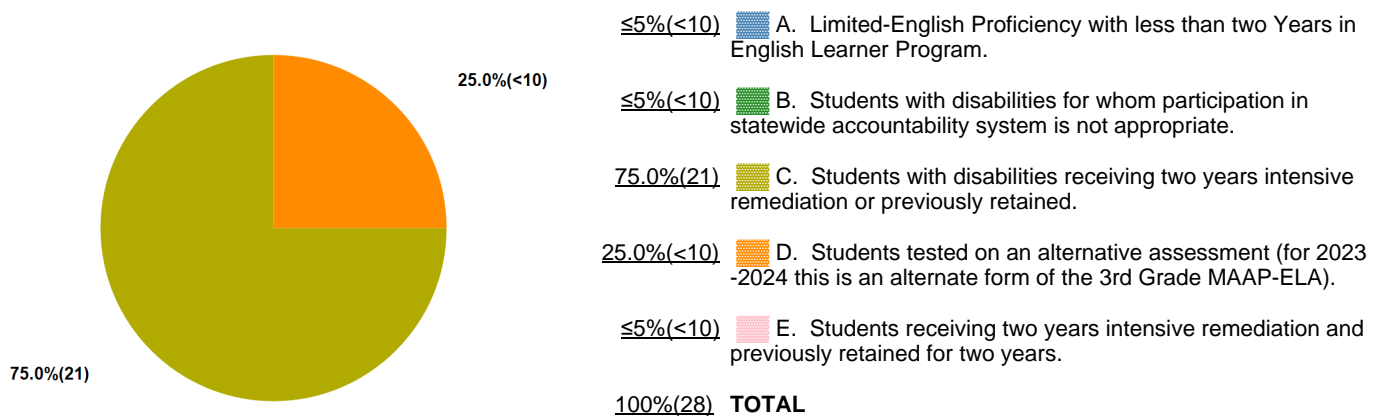 25.0%(<10)
75.0%(21)
≤5%(<10) A. Limited-English Proficiency with less than two Years in
English Learner Program.
≤5%(<10) B. Students with disabilities for whom participation in
statewide accountability system is not appropriate.
75.0%(21) C. Students with disabilities receiving two years intensive
remediation or previously retained.
25.0%(<10) D. Students tested on an alternative assessment (for 2023
-2024 this is an alternate form of the 3rd Grade MAAP-ELA).
≤5%(<10) E. Students receiving two years intensive remediation and
previously retained for two years.
100%(28) TOTAL